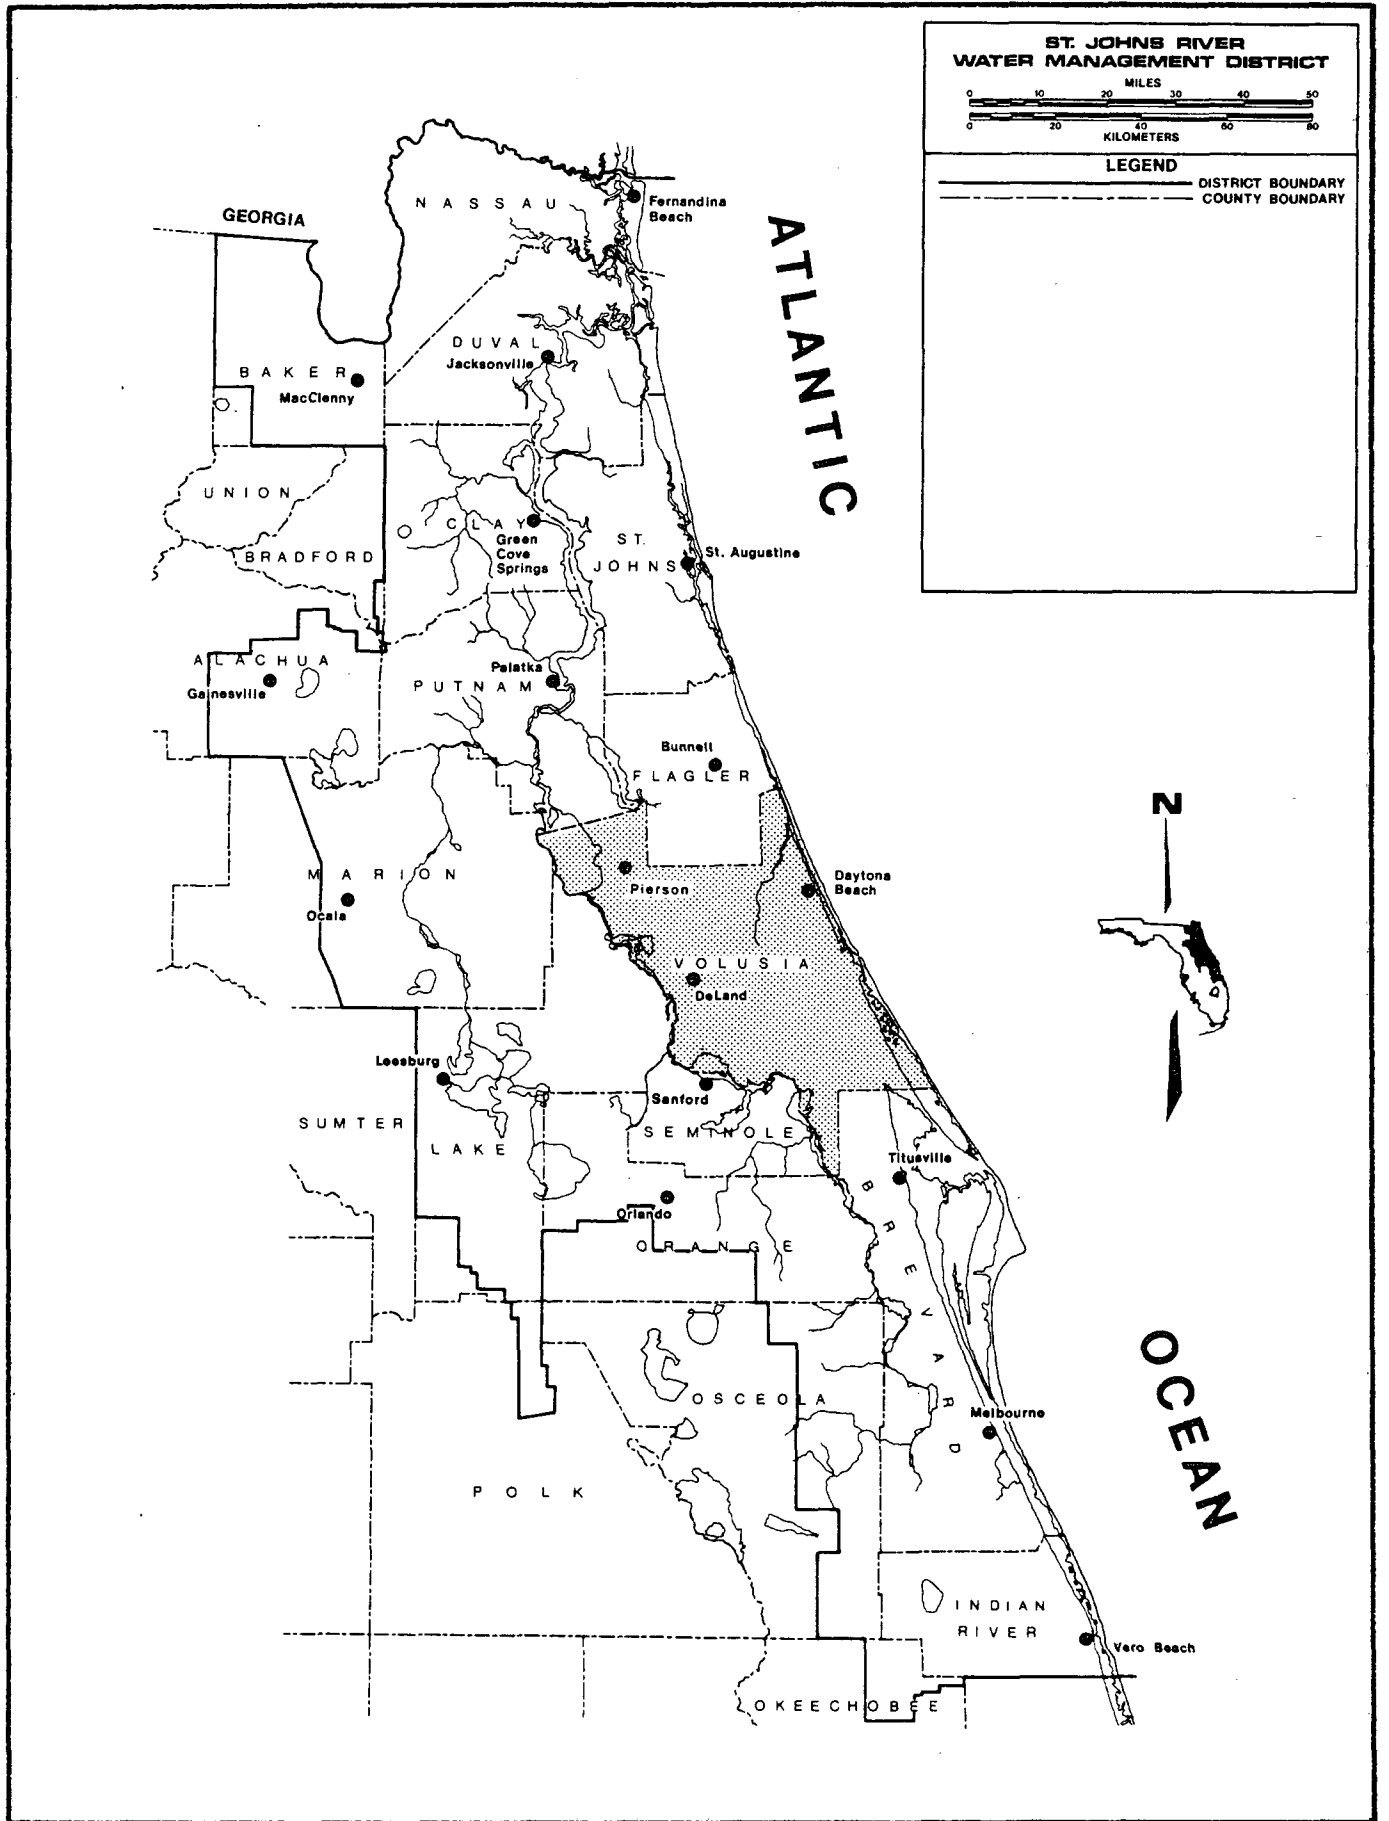 ST. JOHNS RIVER
WATER MANAGEMENT DISTRICT
MILES
0 10 20 30 40 50
0 20 40 60 80
KILOMETERS
LEGEND
DISTRICT BOUNDARY
COUNTY BOUNDARY
NASSAU
Fernandina
Beach
GEORGIA
ATLANTIC
DUVAL
Jacksonville
BAKER
MacClenny
UNION
CLAY
Green
Cove
Springs
ST.
JOHNS
St. Augustine
BRADFORD
ALACHUA
Gainesville
Palatka
PUTNAM
Bunnell
FLAGLER
N
MARION
Ocala
Pierson
Daytona
Beach
VOLUSIA
DeLand
Leesburg
Sanford
SUMTER
LAKE
SEMINOLE
Titusville
Orlando
ORANGE
BREVARD
OSCEOLA
Melbourne
OCEAN
POLK
INDIAN
RIVER
Vero Beach
OKEECHOBEE